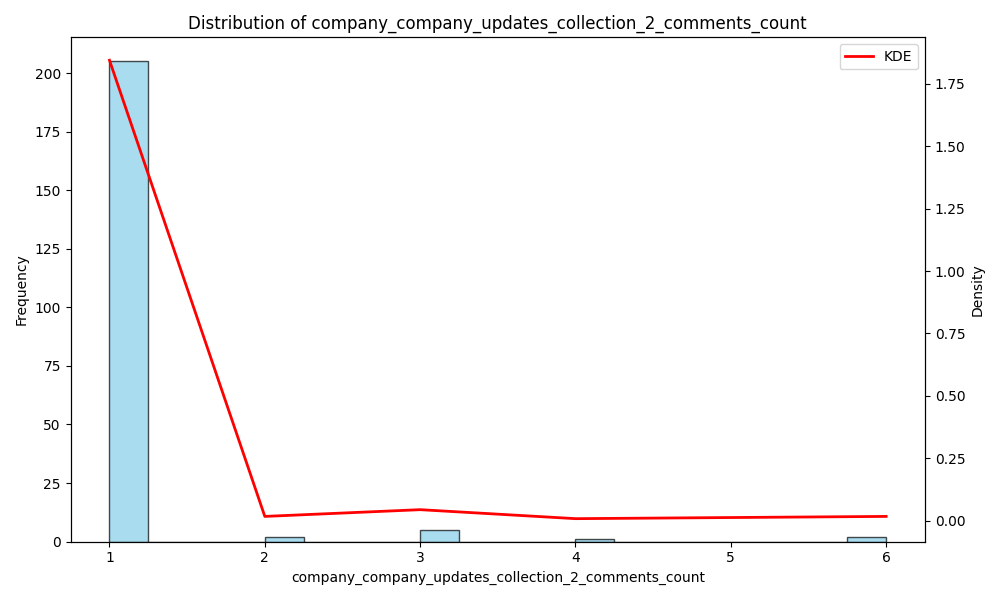 Distribution of company_company_updates_collection_2_comments_count
KDE
Frequency
200
175
150
125
100
75
50
25
0
1.75
1.50
1.25
1.00
0.75
0.50
0.25
0.00
Density
1 2 3 4 5 6
company_company_updates_collection_2_comments_count